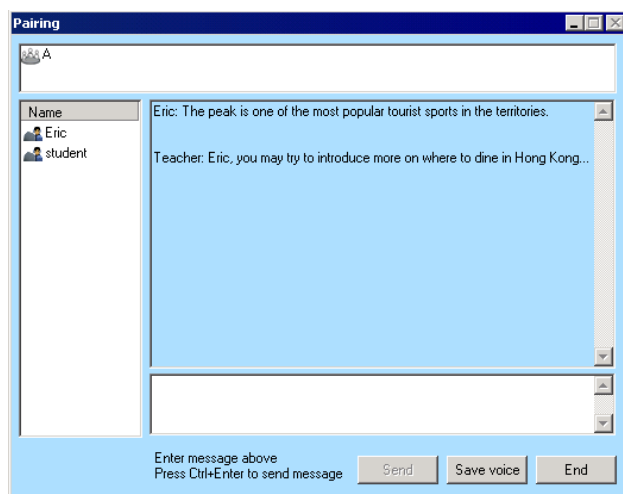 Pairing
A
Name
Eric
student
Eric: The peak is one of the most popular tourist sports in the territories.
Teacher: Eric, you may try to introduce more on where to dine in Hong Kong...
Enter message above
Press Ctrl+Enter to send message
Send
Save voice
End